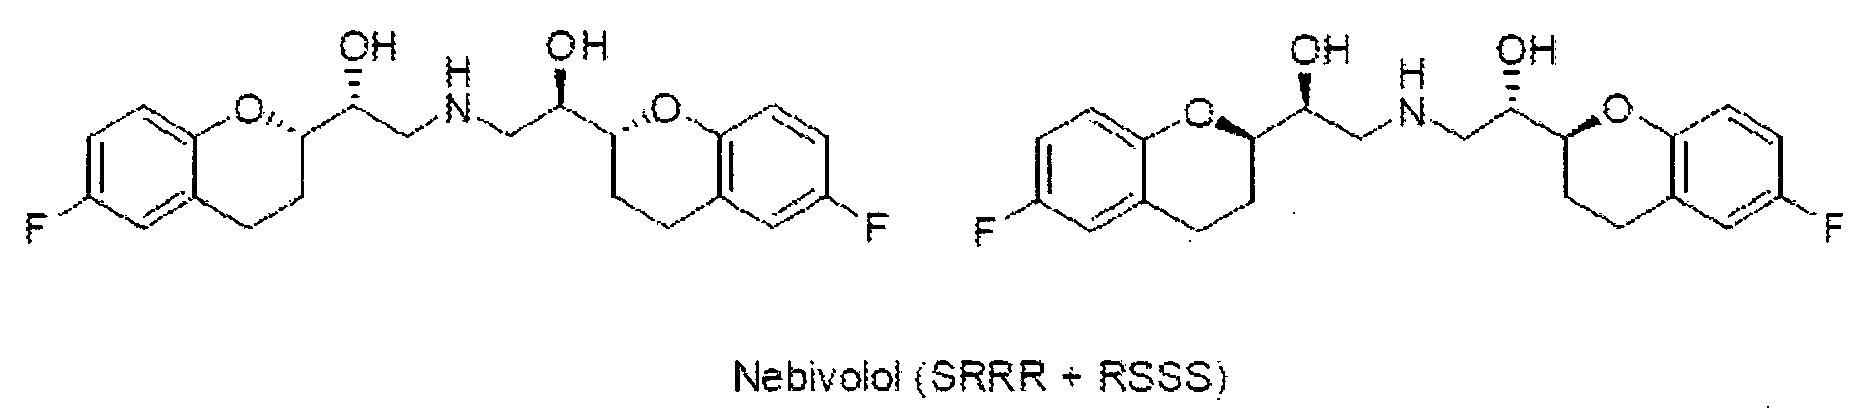 OH OH OH OH
H H
O N O O N O
F F F F
Nebivolol (SRRR + RSSS)